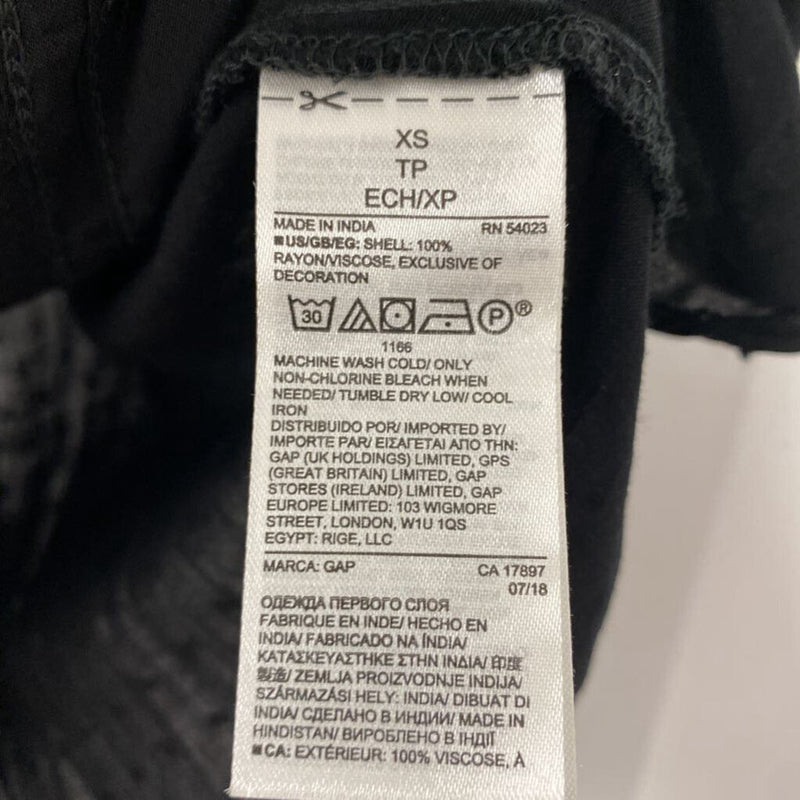 XS
TP
ECH/XP
MADE IN INDIA RN 54023
■US/GB/EG: SHELL: 100%
RAYON/VISCOSE, EXCLUSIVE OF
DECORATION
30 P®
1166
MACHINE WASH COLD/ ONLY
NON-CHLORINE BLEACH WHEN
NEEDED/ TUMBLE DRY LOW/ COOL
IRON
DISTRIBUIDO POR/ IMPORTED BY/
IMPORTE PAR/ ΕΙΣΑΓΕΤΑΙ ΑΠΟ ΤΗΝ:
GAP (UK HOLDINGS) LIMITED, GPS
(GREAT BRITAIN) LIMITED, GAP
STORES (IRELAND) LIMITED, GAP
EUROPE LIMITED: 103 WIGMORE
STREET, LONDON, W1U 1QS
EGYPT: RIGE, LLC
MARCA: GAP CA 17897
07/18
ОДЕЖДА ПЕРВОГО СЛОЯ
FABRIQUE EN INDE/ HECHO EN
INDIA/ FABRICADO NA ÍNDIA/
ΚΑΤΑΣΚΕΥΑΣΤΗΚΕ ΣΤΗΝ ΙΝΔΙΑ/ 印度
製造/ ZEMLJA PROIZVODNJE INDIJA/
SZÁRMAZÁSI HELY: INDIA/ DIBUAT DI
INDIA/ СДЕЛАНО В ИНДИИ/ MADE IN
HINDISTAN/ ВИРОБЛЕНО В ІНДІЇ
■CA: EXTÉRIEUR: 100% VISCOSE, À